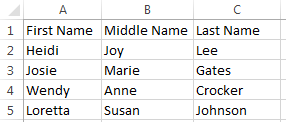 A B C
1 First Name Middle Name Last Name
2 Heidi Joy Lee
3 Josie Marie Gates
4 Wendy Anne Crocker
5 Loretta Susan Johnson